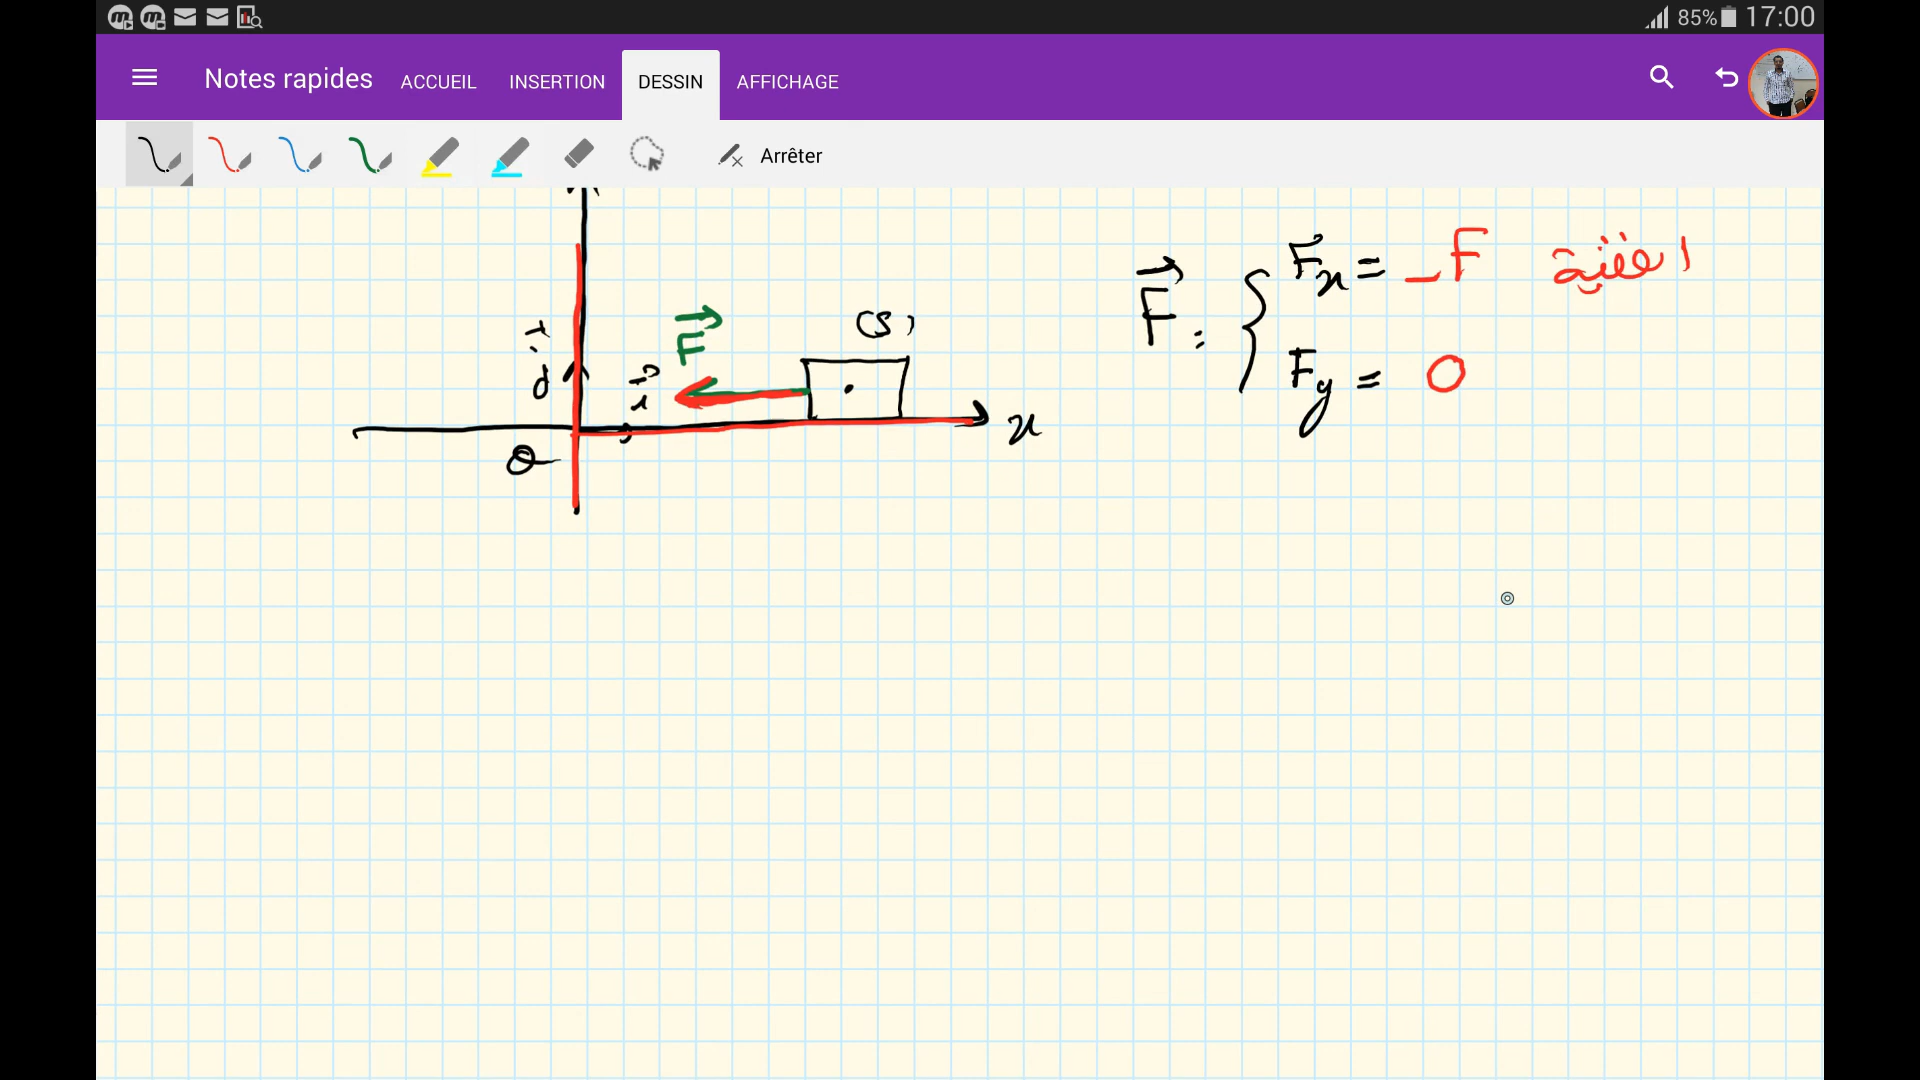 85% 17:00
Notes rapides ACCUEIL INSERTION DESSIN AFFICHAGE
Arrêter
F⃗ : { Fx = -F
Fy = 0
F⃗
(S)
j⃗
i⃗
x
O